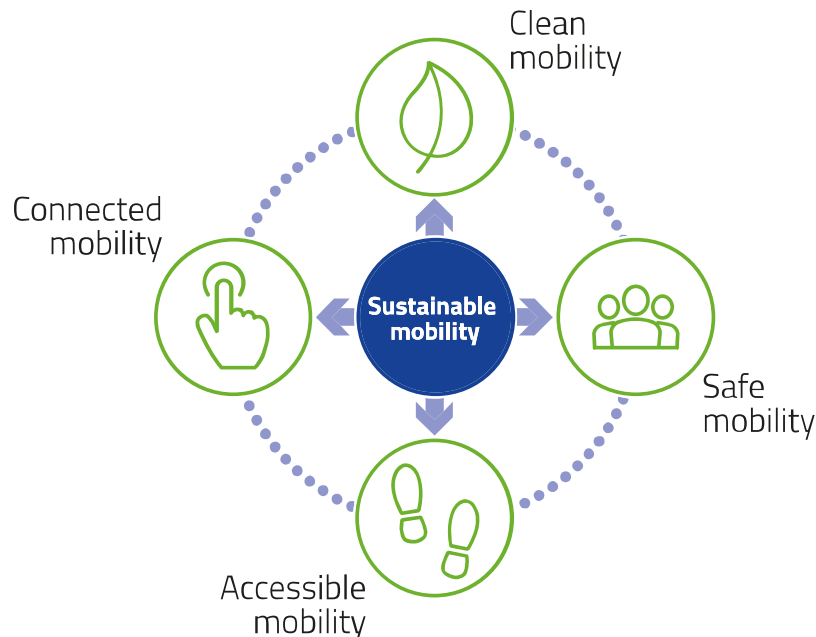 Clean
mobility
Connected
mobility
Sustainable
mobility
Safe
mobility
Accessible
mobility